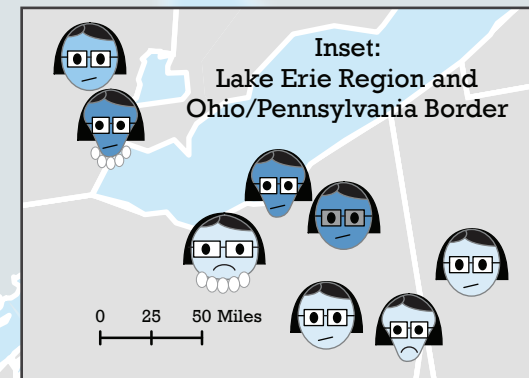 Inset:
Lake Erie Region and
Ohio/Pennsylvania Border
0 25 50 Miles